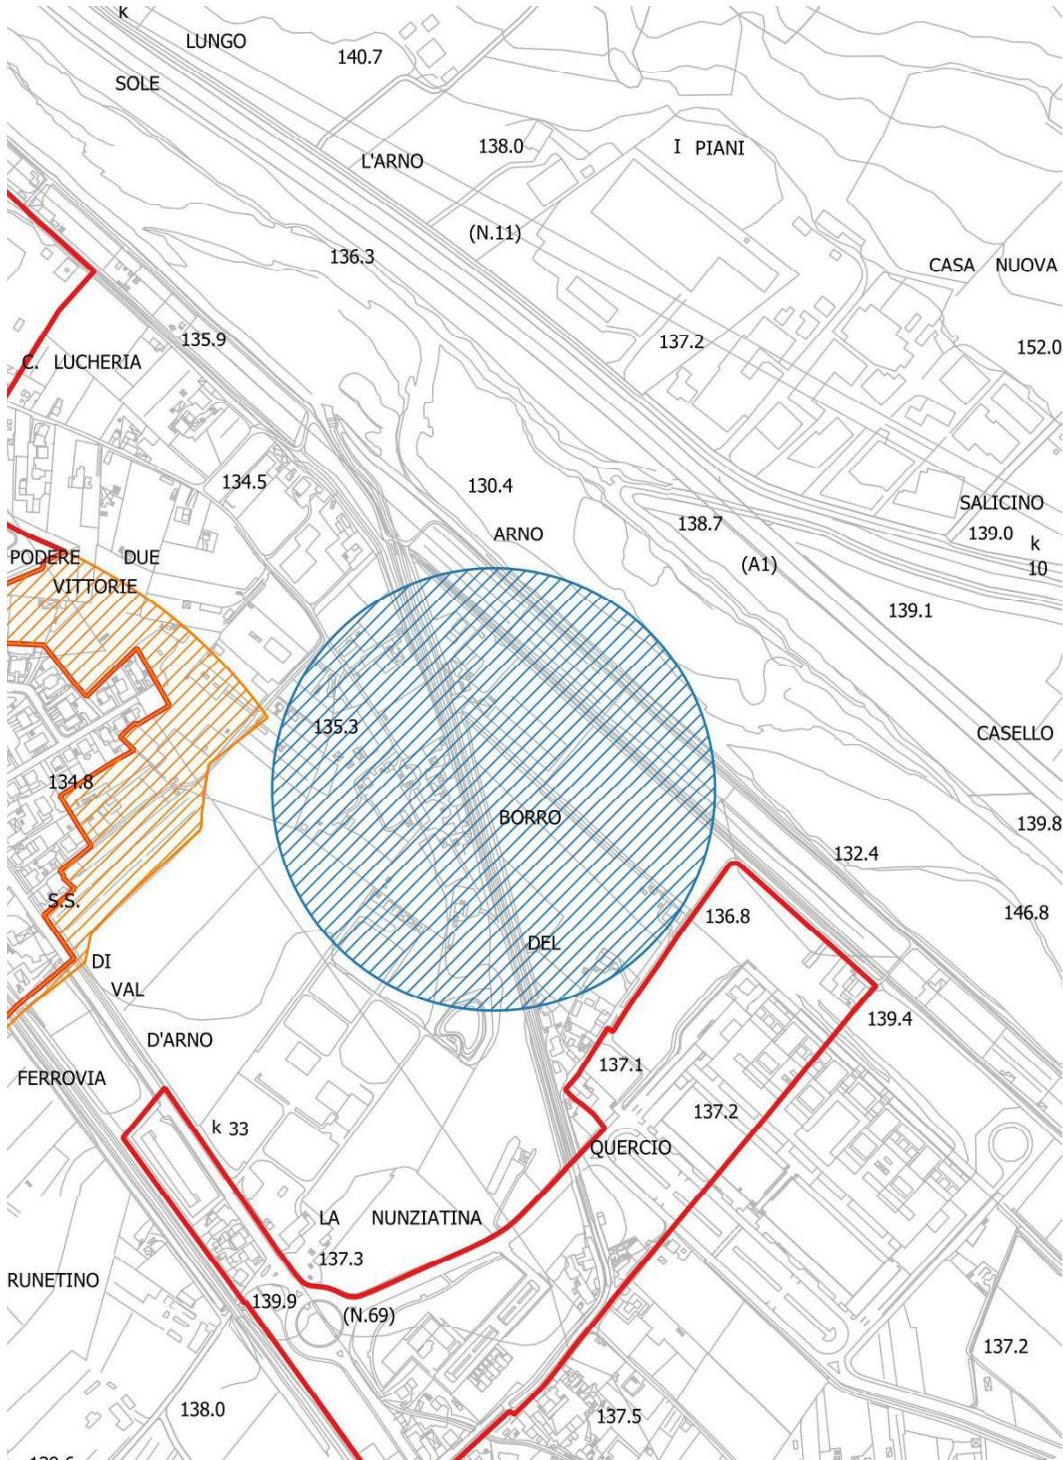 k
LUNGO
140.7
SOLE
138.0
I PIANI
L'ARNO
(N.11)
136.3
CASA NUOVA
135.9
137.2
152.0
C. LUCHERIA
134.5
130.4
SALICINO
138.7
ARNO
139.0
k
PODERE DUE
(A1)
10
VITTORIE
139.1
135.3
CASELLO
134.8
BORRO
139.8
132.4
S.S.
146.8
136.8
DEL
DI
VAL
139.4
D'ARNO
137.1
FERROVIA
137.2
k 33
QUERCIO
LA NUNZIATINA
137.3
RUNETINO
139.9
(N.69)
137.2
138.0
137.5